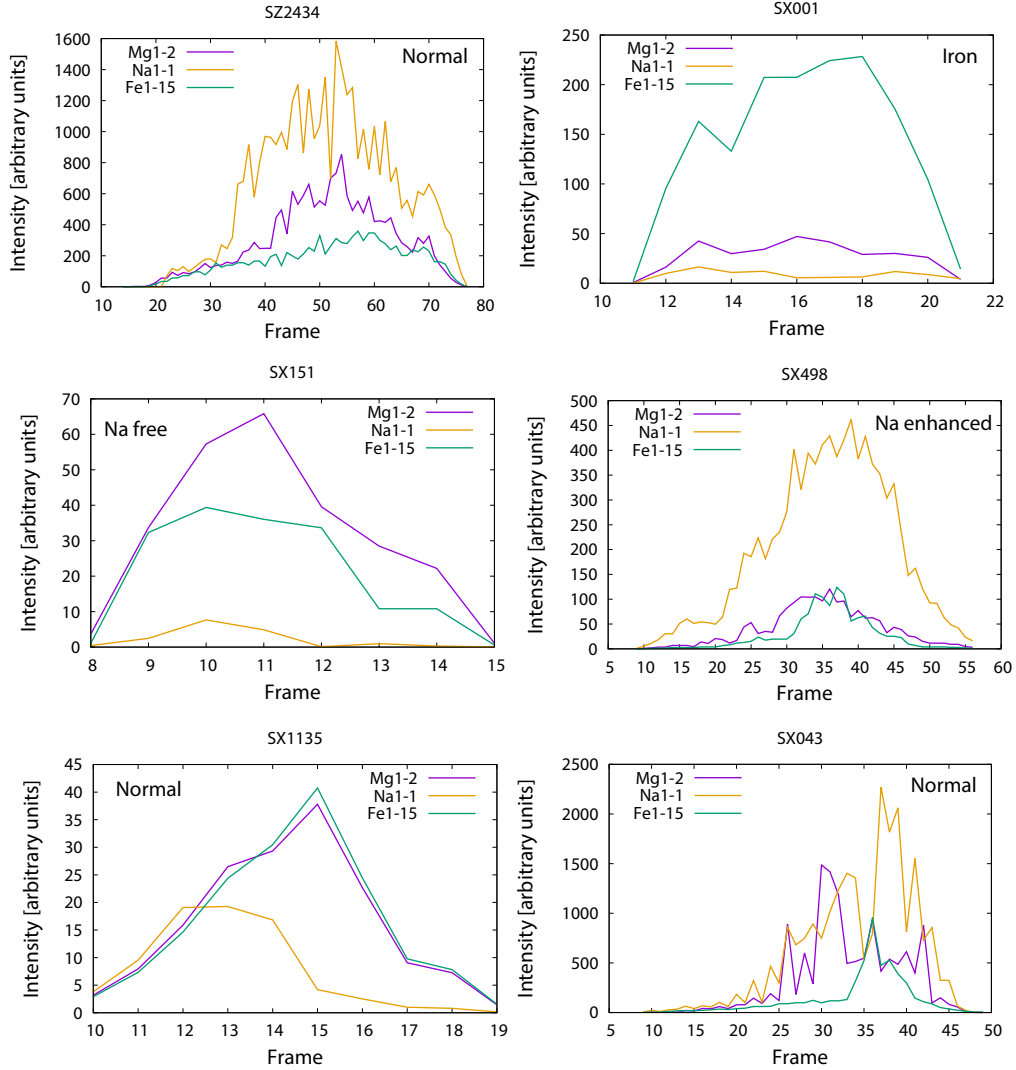 SZ2434
Normal
Mg1-2
Na1-1
Fe1-15
Intensity [arbitrary units]
1600
1400
1200
1000
800
600
400
200
0
10 20 30 40 50 60 70 80
Frame
SX001
Iron
Mg1-2
Na1-1
Fe1-15
Intensity [arbitrary units]
250
200
150
100
50
0
10 12 14 16 18 20 22
Frame
SX151
Na free
Mg1-2
Na1-1
Fe1-15
Intensity [arbitrary units]
70
60
50
40
30
20
10
0
8 9 10 11 12 13 14 15
Frame
SX498
Na enhanced
Mg1-2
Na1-1
Fe1-15
Intensity [arbitrary units]
500
450
400
350
300
250
200
150
100
50
0
5 10 15 20 25 30 35 40 45 50 55 60
Frame
SX1135
Normal
Mg1-2
Na1-1
Fe1-15
Intensity [arbitrary units]
45
40
35
30
25
20
15
10
5
0
10 11 12 13 14 15 16 17 18 19
Frame
SX043
Normal
Mg1-2
Na1-1
Fe1-15
Intensity [arbitrary units]
2500
2000
1500
1000
500
0
5 10 15 20 25 30 35 40 45 50
Frame